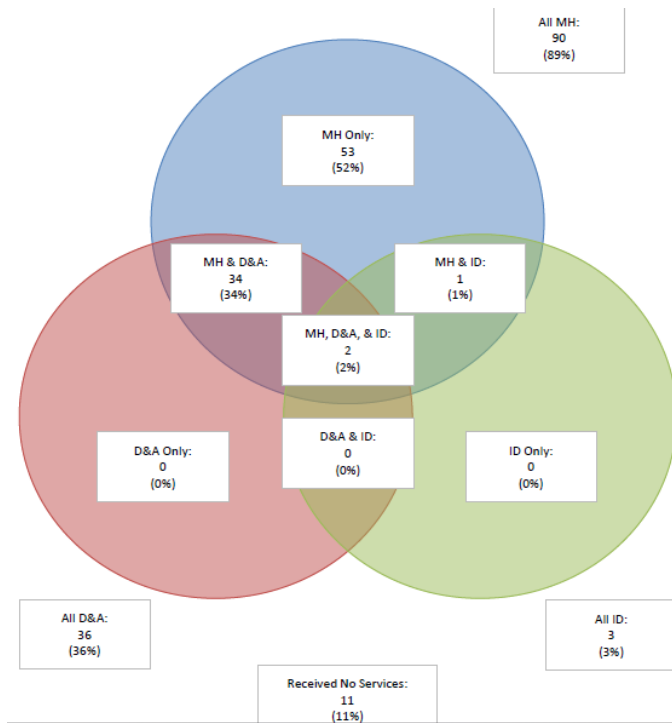 All MH:
90
(89%)
MH Only:
53
(52%)
MH & D&A:
34
(34%)
MH & ID:
1
(1%)
MH, D&A, & ID:
2
(2%)
D&A Only:
0
(0%)
D&A & ID:
0
(0%)
ID Only:
0
(0%)
All D&A:
36
(36%)
All ID:
3
(3%)
Received No Services:
11
(11%)